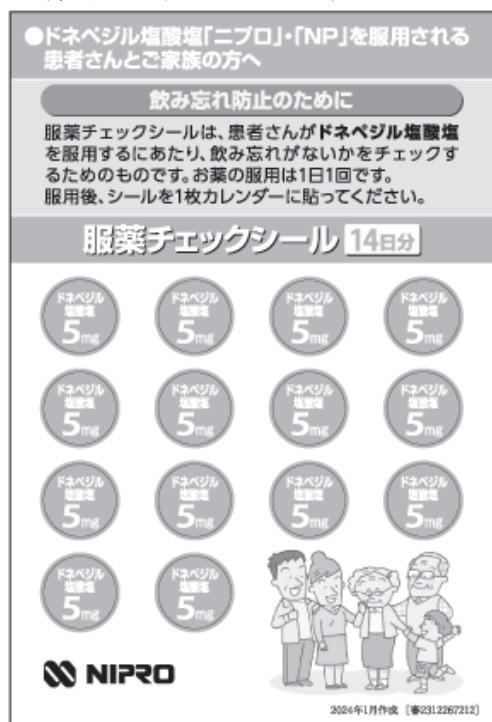 ●ドネペジル塩酸塩「ニプロ」・「NP」を服用される
患者さんとご家族の方へ
飲み忘れ防止のために
服薬チェックシールは、患者さんがドネペジル塩酸塩
を服用するにあたり、飲み忘れがないかをチェックす
るためのものです。お薬の服用は1日1回です。
服用後、シールを1枚カレンダーに貼ってください。
服薬チェックシール 14日分
ドネペジル
塩酸塩
5mg
ドネペジル
塩酸塩
5mg
ドネペジル
塩酸塩
5mg
ドネペジル
塩酸塩
5mg
ドネペジル
塩酸塩
5mg
ドネペジル
塩酸塩
5mg
ドネペジル
塩酸塩
5mg
ドネペジル
塩酸塩
5mg
ドネペジル
塩酸塩
5mg
ドネペジル
塩酸塩
5mg
ドネペジル
塩酸塩
5mg
ドネペジル
塩酸塩
5mg
ドネペジル
塩酸塩
5mg
ドネペジル
塩酸塩
5mg
NIPRO
2024年1月作成 [審2312267212]